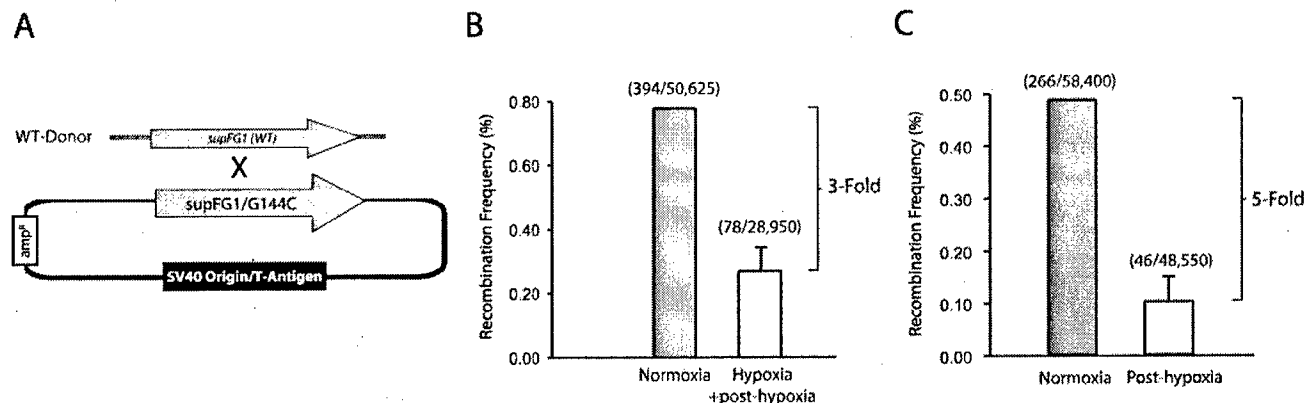 A
WT-Donor
supFG1 (WT)
X
supFG1/G144C
ampR
SV40 Origin/T-Antigen
B
Recombination Frequency (%)
0.80
0.60
0.40
0.20
0.00
(394/50,625)
(78/28,950)
3-Fold
Normoxia
Hypoxia
+post-hypoxia
C
Recombination Frequency (%)
0.50
0.40
0.30
0.20
0.10
0.00
(266/58,400)
(46/48,550)
5-Fold
Normoxia
Post-hypoxia